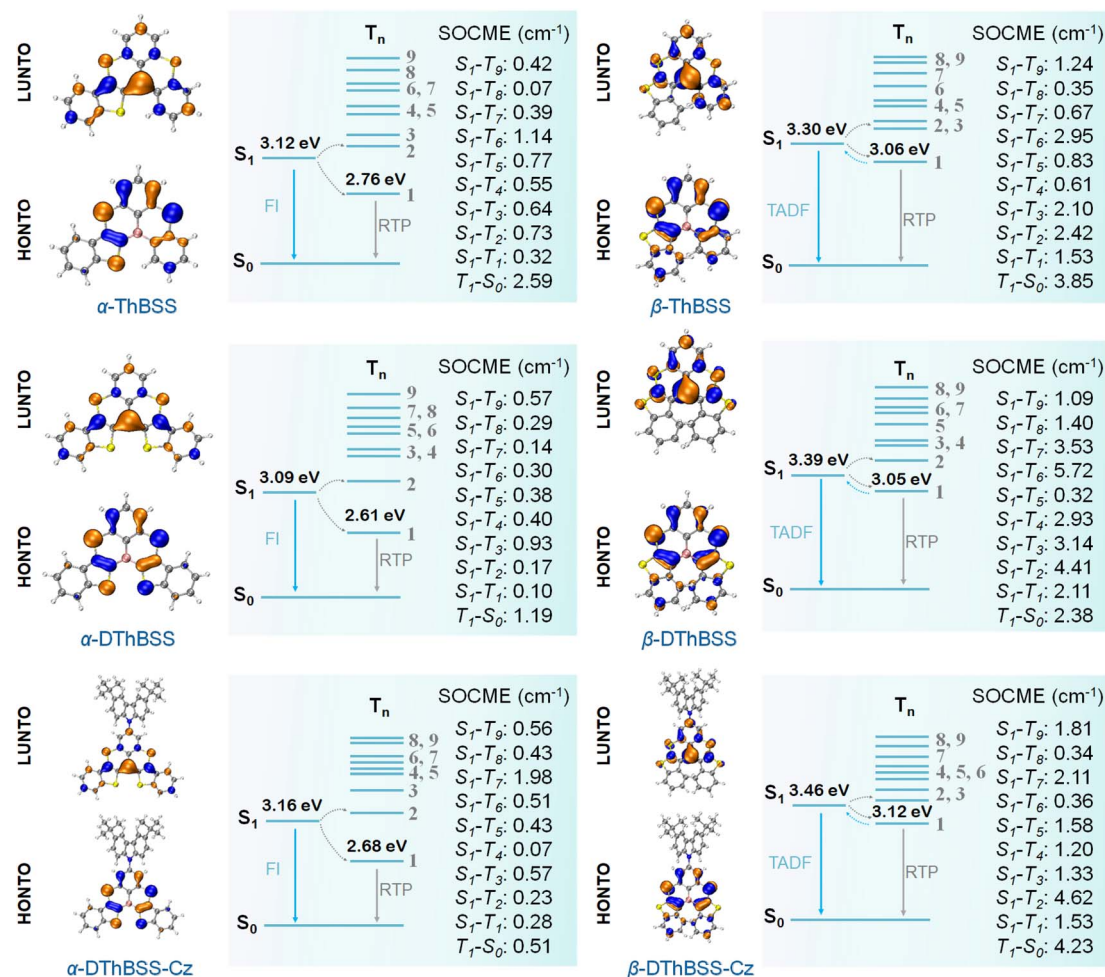 LUNTO
HONTO
α-ThBSS
Tn
9
8
6, 7
4, 5
3
2
1
S1
3.12 eV
2.76 eV
FI
RTP
S0
SOCME (cm-1)
S1-T9: 0.42
S1-T8: 0.07
S1-T7: 0.39
S1-T6: 1.14
S1-T5: 0.77
S1-T4: 0.55
S1-T3: 0.64
S1-T2: 0.73
S1-T1: 0.32
T1-S0: 2.59
LUNTO
HONTO
β-ThBSS
Tn
8, 9
7
6
4, 5
2, 3
1
S1
3.30 eV
3.06 eV
TADF
RTP
S0
SOCME (cm-1)
S1-T9: 1.24
S1-T8: 0.35
S1-T7: 0.67
S1-T6: 2.95
S1-T5: 0.83
S1-T4: 0.61
S1-T3: 2.10
S1-T2: 2.42
S1-T1: 1.53
T1-S0: 3.85
LUNTO
HONTO
α-DThBSS
Tn
9
7, 8
5, 6
3, 4
2
1
S1
3.09 eV
2.61 eV
FI
RTP
S0
SOCME (cm-1)
S1-T9: 0.57
S1-T8: 0.29
S1-T7: 0.14
S1-T6: 0.30
S1-T5: 0.38
S1-T4: 0.40
S1-T3: 0.93
S1-T2: 0.17
S1-T1: 0.10
T1-S0: 1.19
LUNTO
HONTO
β-DThBSS
Tn
8, 9
6, 7
5
3, 4
2
1
S1
3.39 eV
3.05 eV
TADF
RTP
S0
SOCME (cm-1)
S1-T9: 1.09
S1-T8: 1.40
S1-T7: 3.53
S1-T6: 5.72
S1-T5: 0.32
S1-T4: 2.93
S1-T3: 3.14
S1-T2: 4.41
S1-T1: 2.11
T1-S0: 2.38
LUNTO
HONTO
α-DThBSS-Cz
Tn
8, 9
6, 7
4, 5
3
2
1
S1
3.16 eV
2.68 eV
FI
RTP
S0
SOCME (cm-1)
S1-T9: 0.56
S1-T8: 0.43
S1-T7: 1.98
S1-T6: 0.51
S1-T5: 0.43
S1-T4: 0.07
S1-T3: 0.57
S1-T2: 0.23
S1-T1: 0.28
T1-S0: 0.51
LUNTO
HONTO
β-DThBSS-Cz
Tn
8, 9
7
4, 5, 6
2, 3
1
S1
3.46 eV
3.12 eV
TADF
RTP
S0
SOCME (cm-1)
S1-T9: 1.81
S1-T8: 0.34
S1-T7: 2.11
S1-T6: 0.36
S1-T5: 1.58
S1-T4: 1.20
S1-T3: 1.33
S1-T2: 4.62
S1-T1: 1.53
T1-S0: 4.23